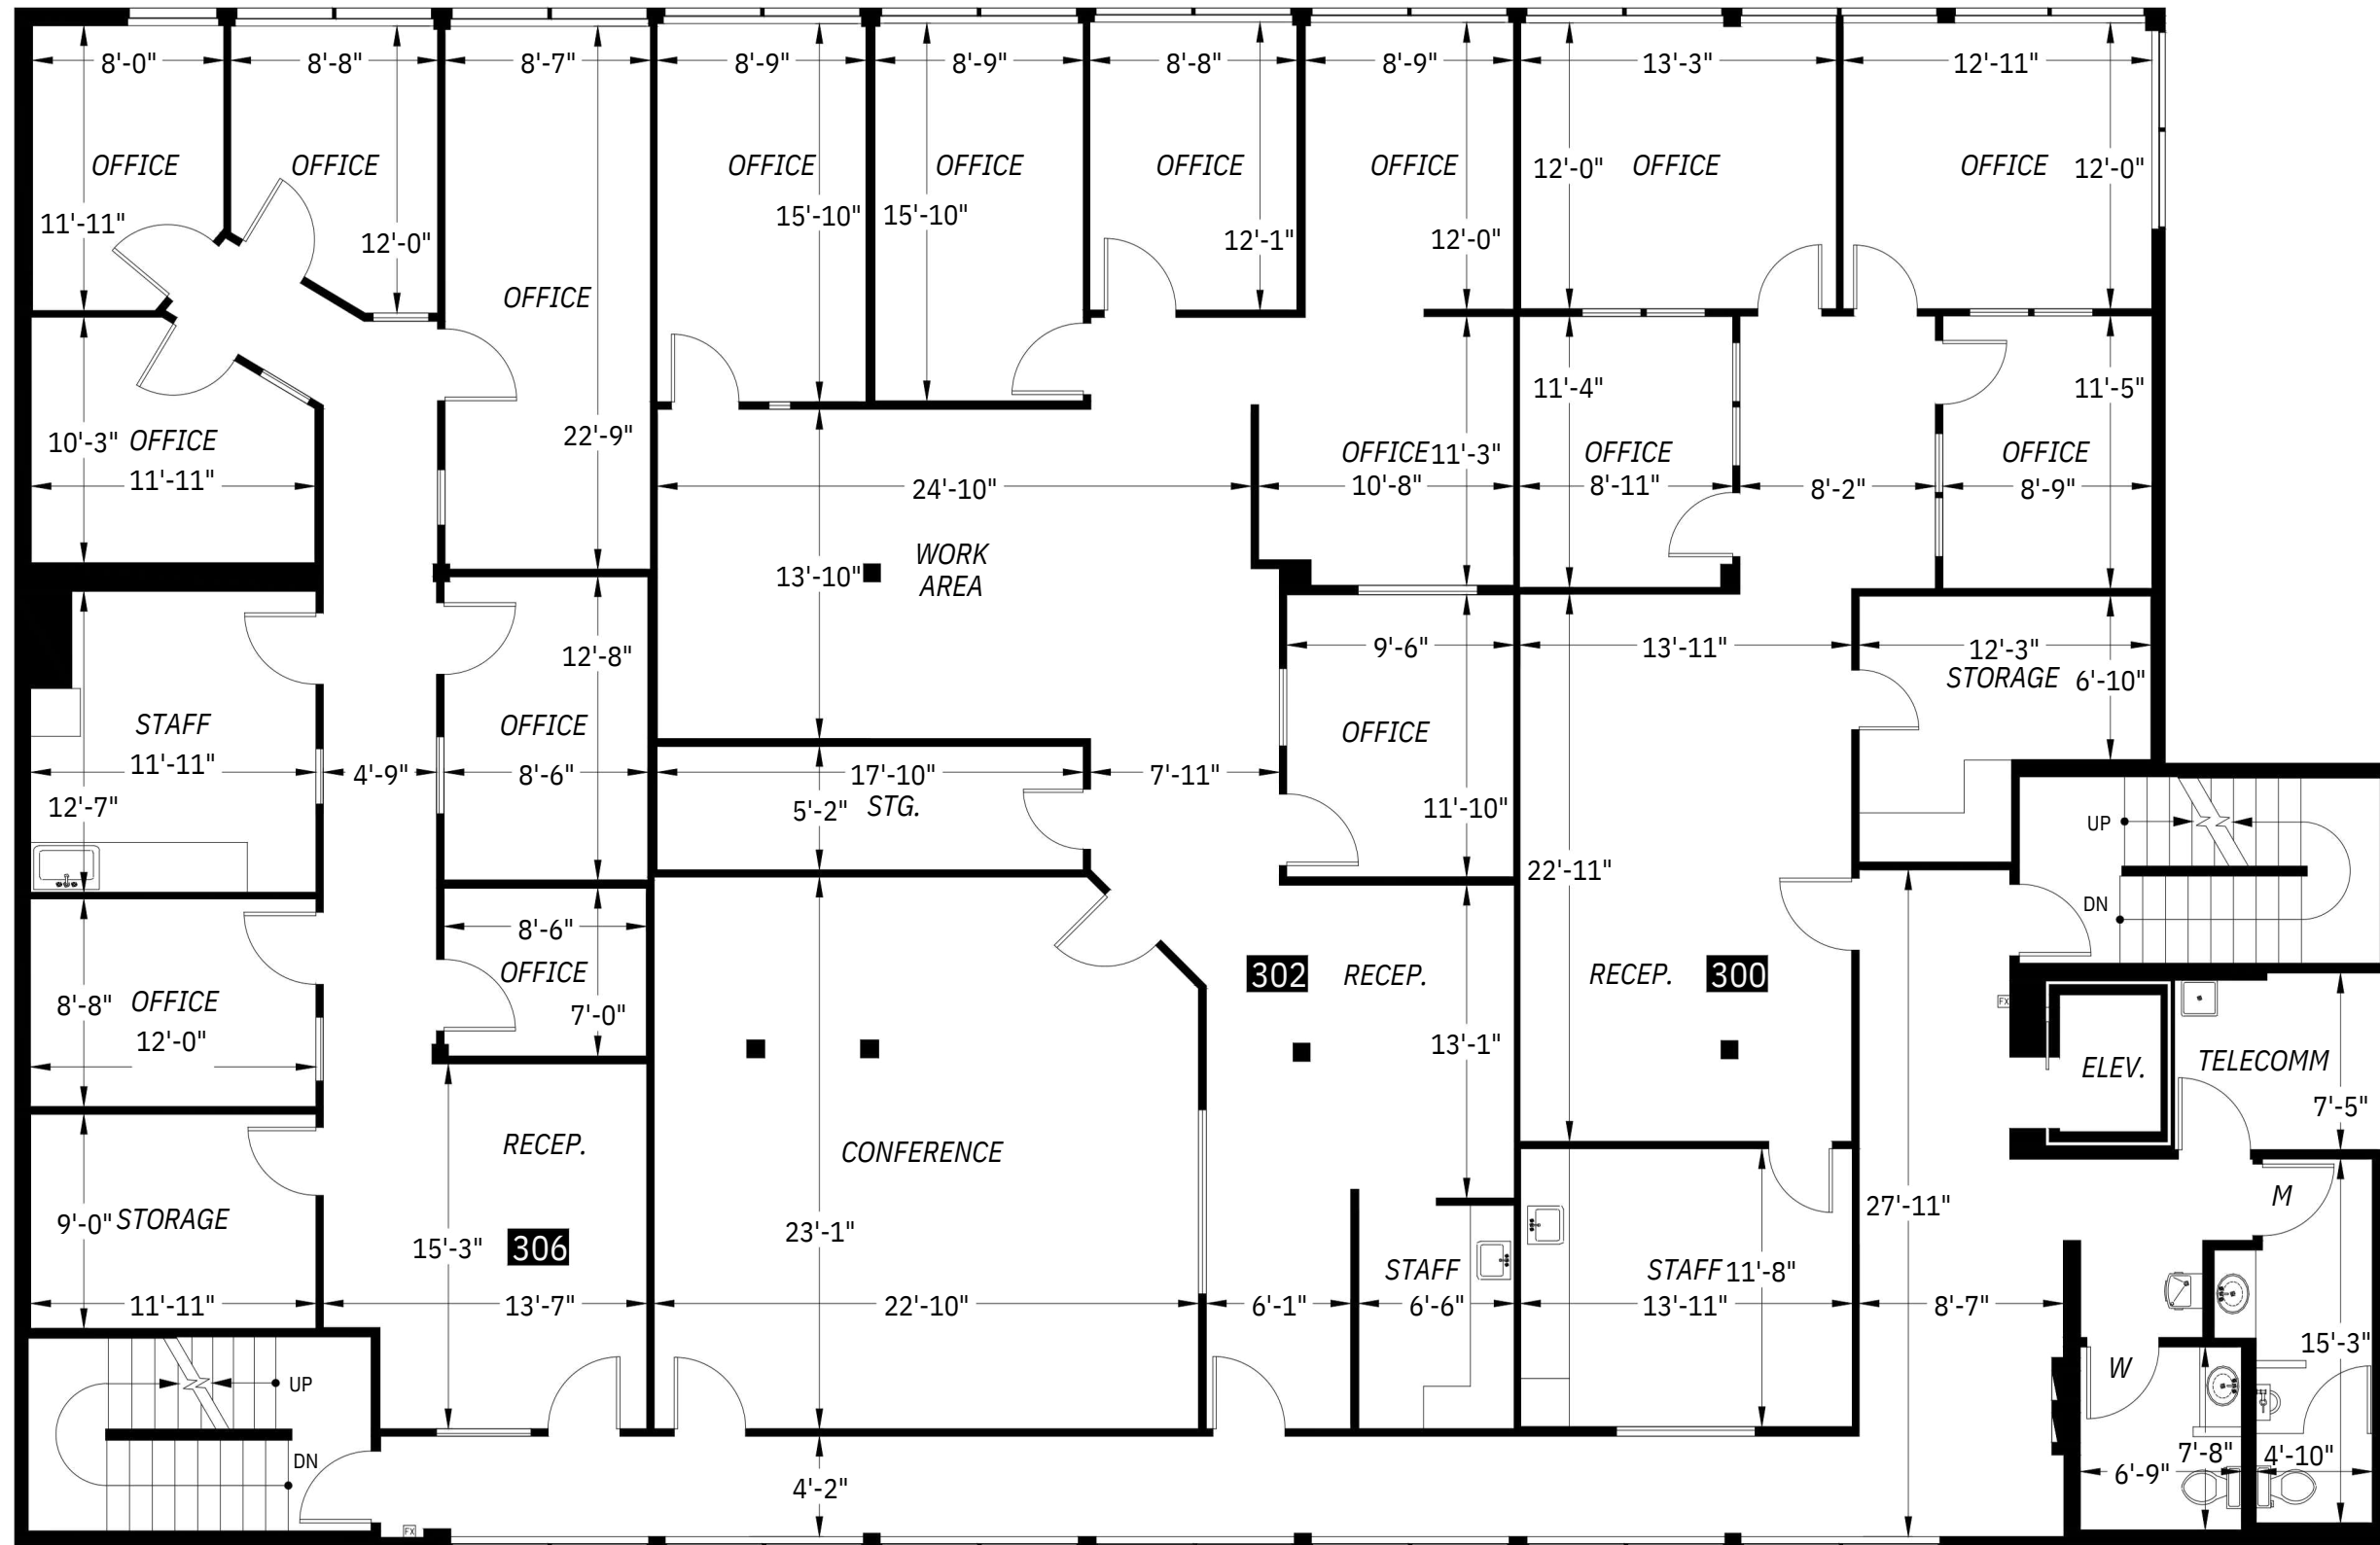 8'-0"
8'-8"
8'-7"
8'-9"
8'-9"
8'-8"
8'-9"
13'-3"
12'-11"
OFFICE
OFFICE
OFFICE
OFFICE
OFFICE
OFFICE
OFFICE
OFFICE
12'-0"
12'-0"
11'-11"
12'-0"
15'-10"
15'-10"
12'-1"
12'-0"
OFFICE
22'-9"
10'-3"
OFFICE
11'-11"
11'-4"
11'-5"
OFFICE
11'-3"
10'-8"
OFFICE
8'-11"
8'-2"
OFFICE
8'-9"
24'-10"
WORK
AREA
13'-10"
12'-8"
OFFICE
8'-6"
9'-6"
OFFICE
11'-10"
13'-11"
12'-3"
STORAGE
6'-10"
STAFF
11'-11"
12'-7"
4'-9"
17'-10"
5'-2"
STG.
7'-11"
UP
DN
22'-11"
8'-6"
OFFICE
7'-0"
8'-8"
OFFICE
12'-0"
302
RECEP.
13'-1"
RECEP.
300
FX
ELEV.
TELECOMM
7'-5"
RECEP.
CONFERENCE
9'-0"
STORAGE
11'-11"
15'-3"
306
13'-7"
23'-1"
22'-10"
6'-1"
STAFF
6'-6"
STAFF
11'-8"
13'-11"
27'-11"
8'-7"
M
15'-3"
W
UP
DN
7'-8"
6'-9"
4'-10"
4'-2"
FX